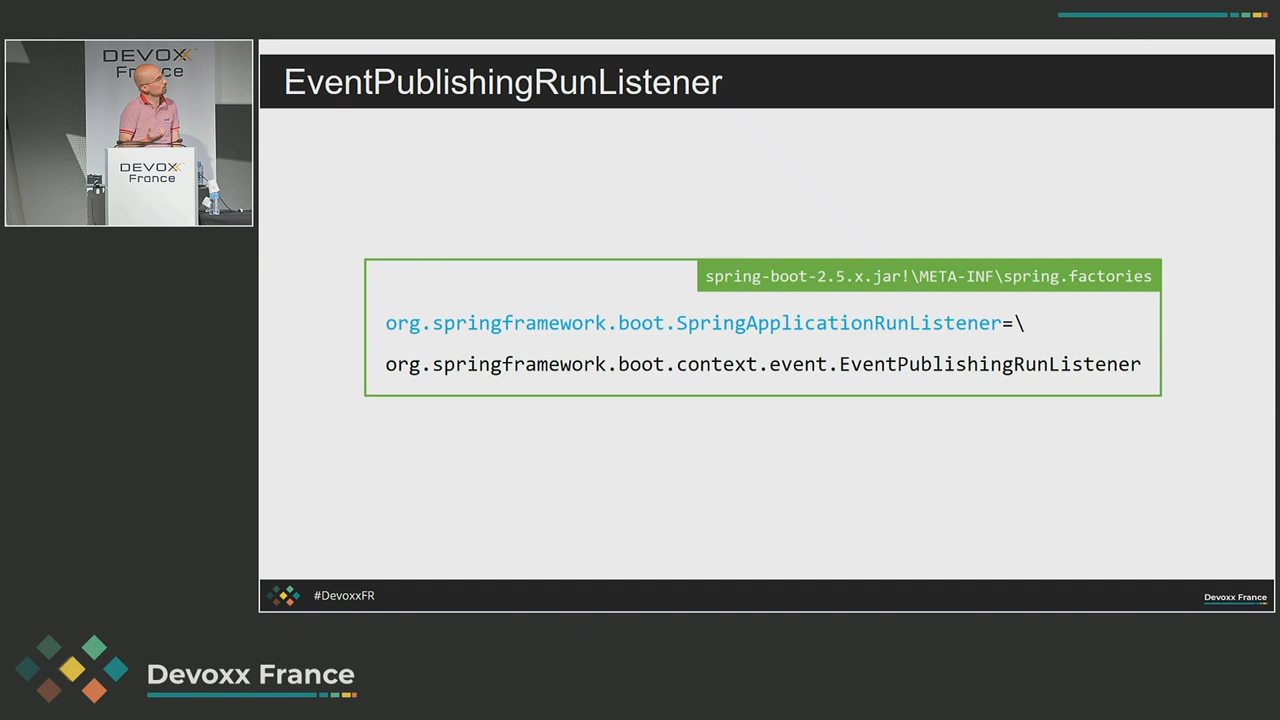 DEVOXX
France
DEVOXX
France
EventPublishingRunListener
spring-boot-2.5.x.jar!\META-INF\spring.factories
org.springframework.boot.SpringApplicationRunListener=\
org.springframework.boot.context.event.EventPublishingRunListener
#DevoxxFR
Devoxx France
Devoxx France